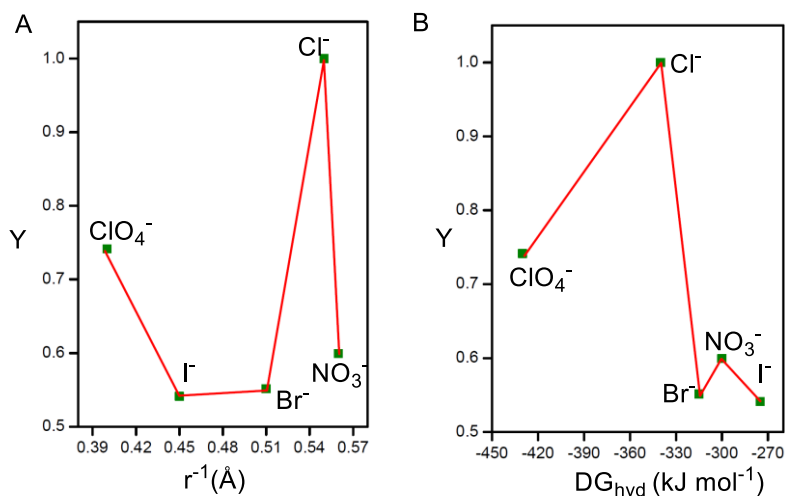 A
Y
1.0
0.9
0.8
0.7
0.6
0.5
ClO₄⁻
I⁻
Br⁻
Cl⁻
NO₃⁻
0.39 0.42 0.45 0.48 0.51 0.54 0.57
r⁻¹(Å)
B
Y
1.0
0.9
0.8
0.7
0.6
0.5
Cl⁻
ClO₄⁻
NO₃⁻
Br⁻
I⁻
-450 -420 -390 -360 -330 -300 -270
DG_hyd (kJ mol⁻¹)